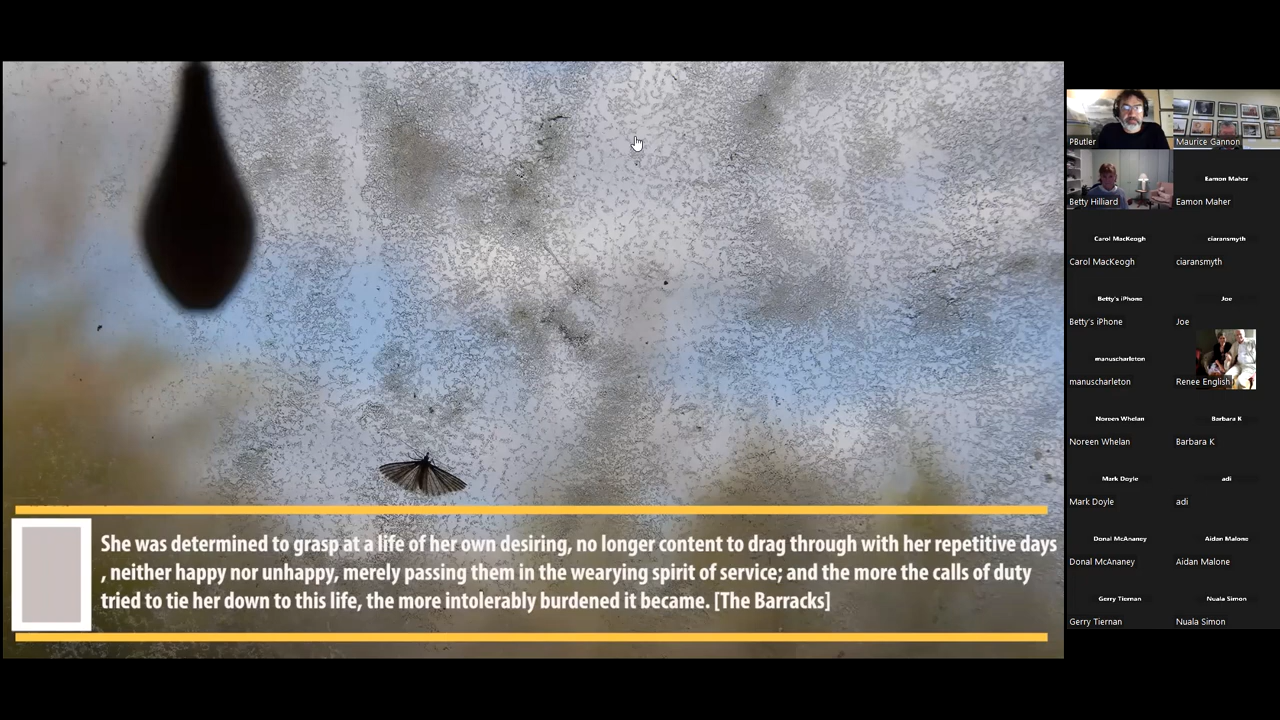 She was determined to grasp at a life of her own desiring, no longer content to drag through with her repetitive days
, neither happy nor unhappy, merely passing them in the wearying spirit of service; and the more the calls of duty
tried to tie her down to this life, the more intolerably burdened it became. [The Barracks]
PButler
Maurice Gannon
Betty Hilliard
Eamon Maher
Eamon Maher
Carol MacKeogh
ciaransmyth
Carol MacKeogh
ciaransmyth
Betty's iPhone
Joe
Betty's iPhone
Joe
manuscharleton
manuscharleton
Renee English
Noreen Whelan
Barbara K
Noreen Whelan
Barbara K
Mark Doyle
adi
Mark Doyle
adi
Donal McAnaney
Aidan Malone
Donal McAnaney
Aidan Malone
Gerry Tiernan
Nuala Simon
Gerry Tiernan
Nuala Simon